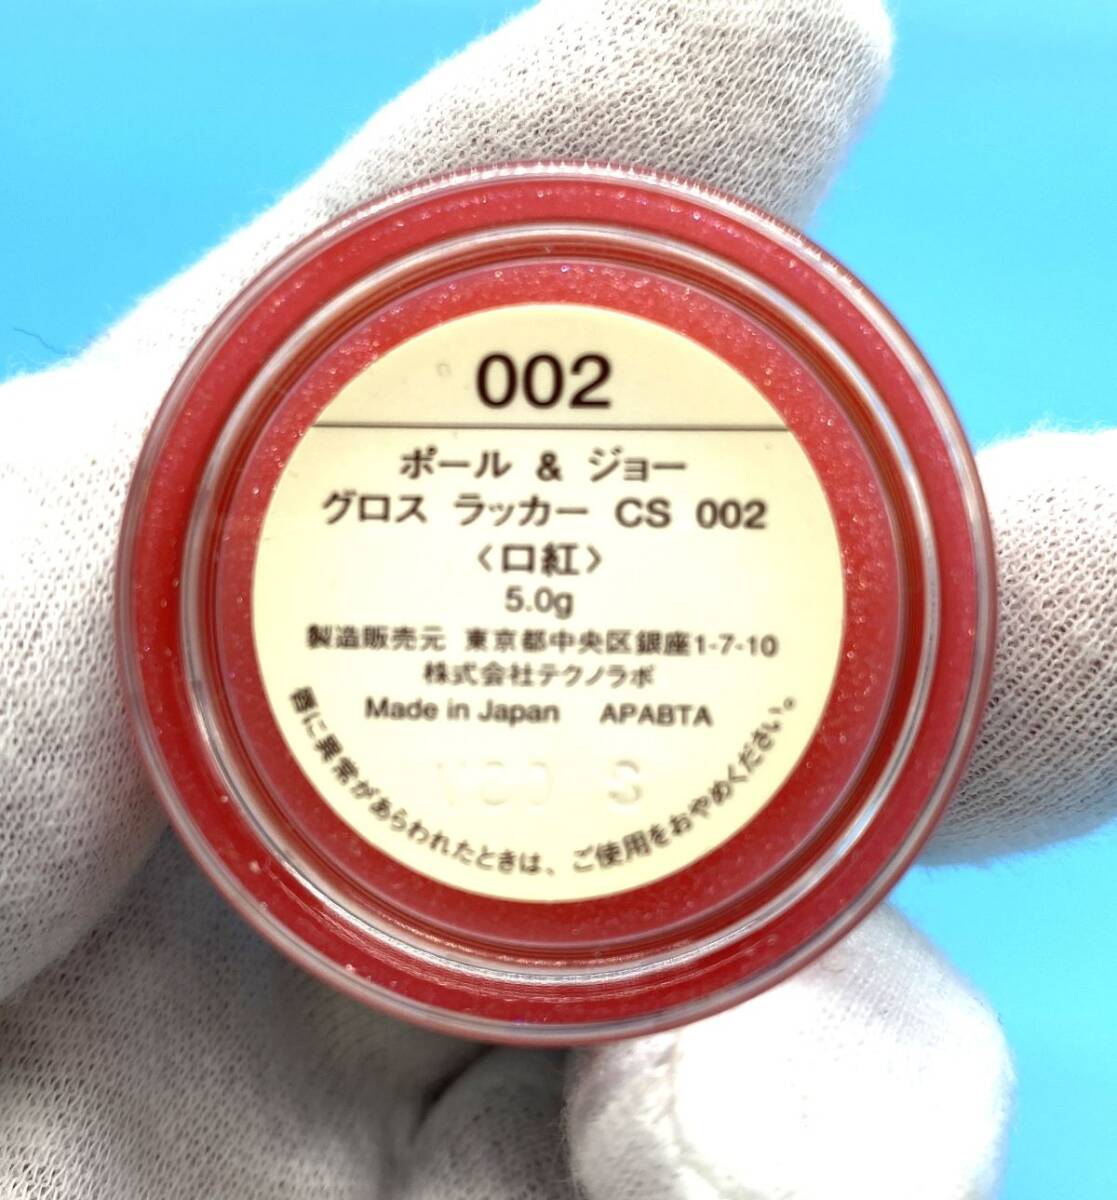 002
ポール & ジョー
グロス ラッカー CS 002
〈口紅〉
5.0g
製造販売元 東京都中央区銀座1-7-10
株式会社テクノラボ
Made in Japan APABTA
唇に異常があらわれたときは、ご使用をおやめください。